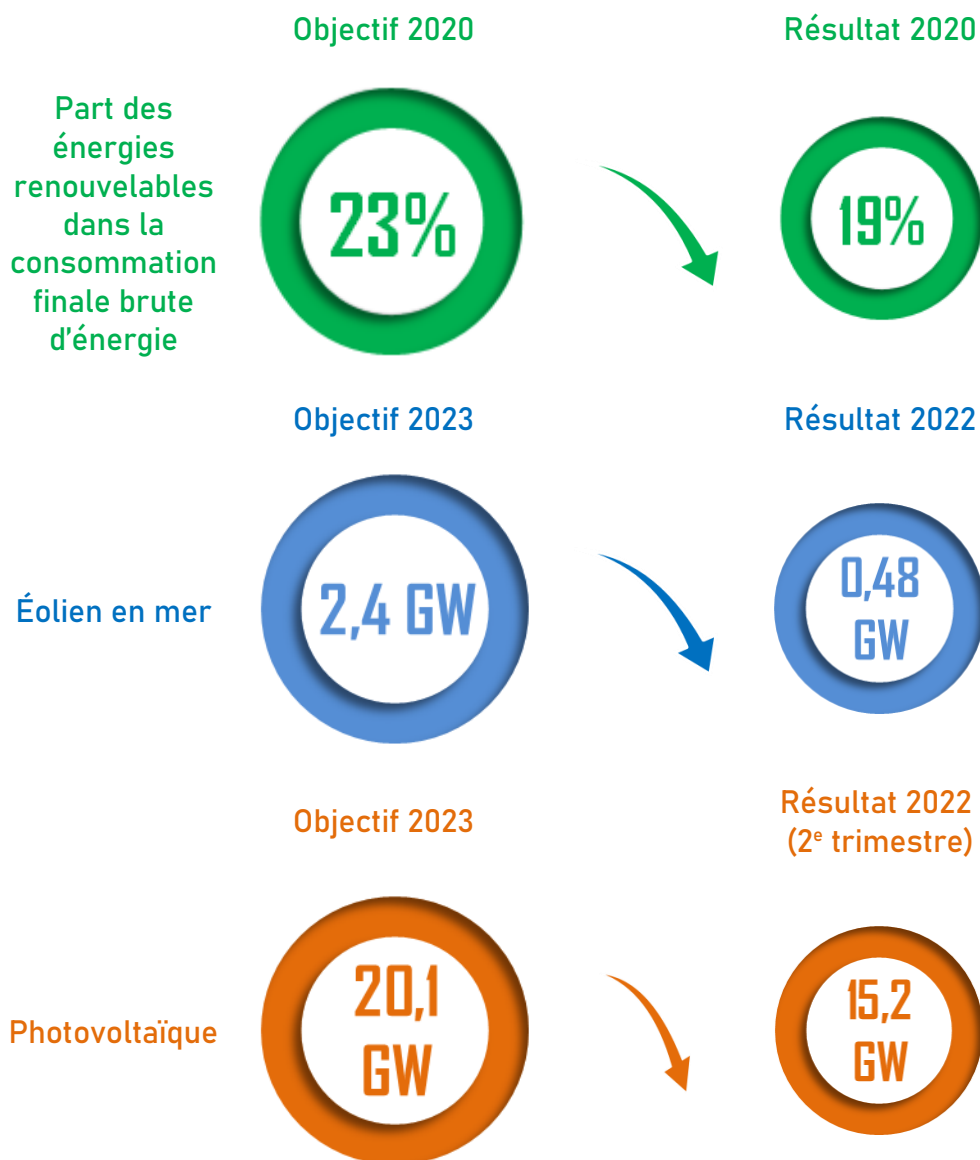 Objectif 2020
Résultat 2020
Part des
énergies
renouvelables
dans la
consommation
finale brute
d'énergie
23%
19%
Objectif 2023
Résultat 2022
Éolien en mer
2,4 GW
0,48
GW
Objectif 2023
Résultat 2022
(2e trimestre)
Photovoltaïque
20,1
GW
15,2
GW